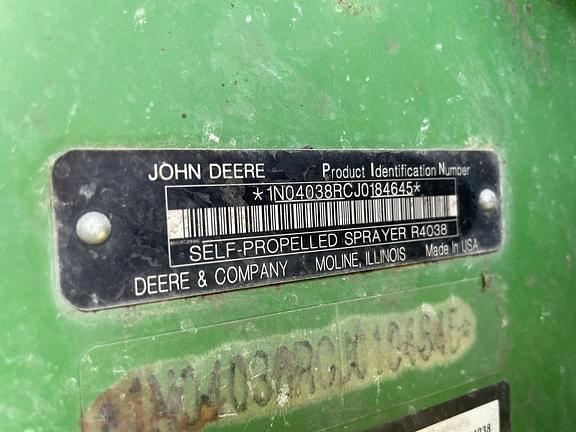 JOHN DEERE Product Identification Number
*1N04038RCJ0184645*
SELF-PROPELLED SPRAYER R4038
DEERE & COMPANY MOLINE, ILLINOIS Made In USA